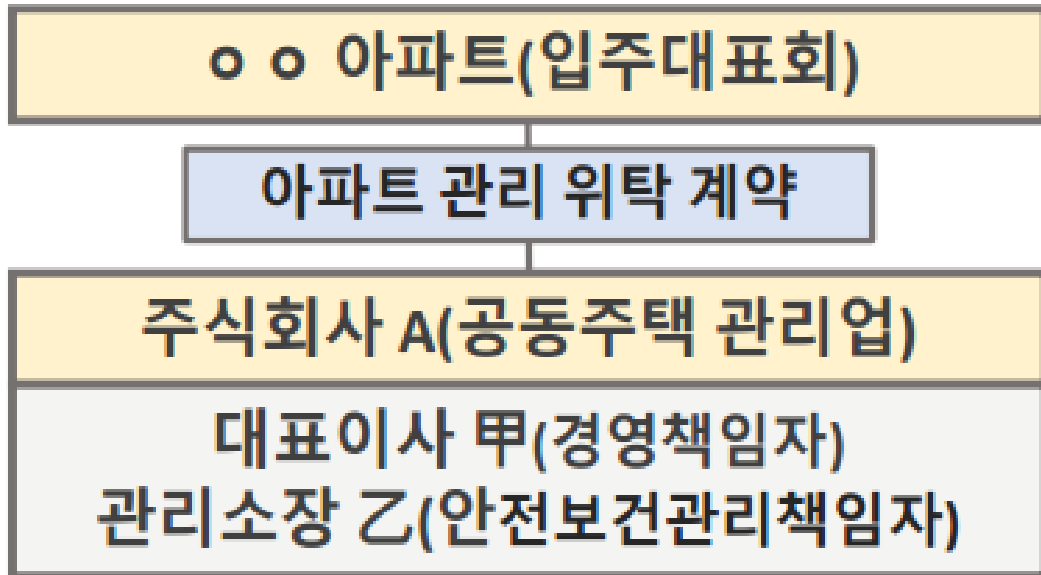 ㅇㅇ 아파트(입주대표회)
아파트 관리 위탁 계약
주식회사 A(공동주택 관리업)
대표이사 甲(경영책임자)
관리소장 乙(안전보건관리책임자)